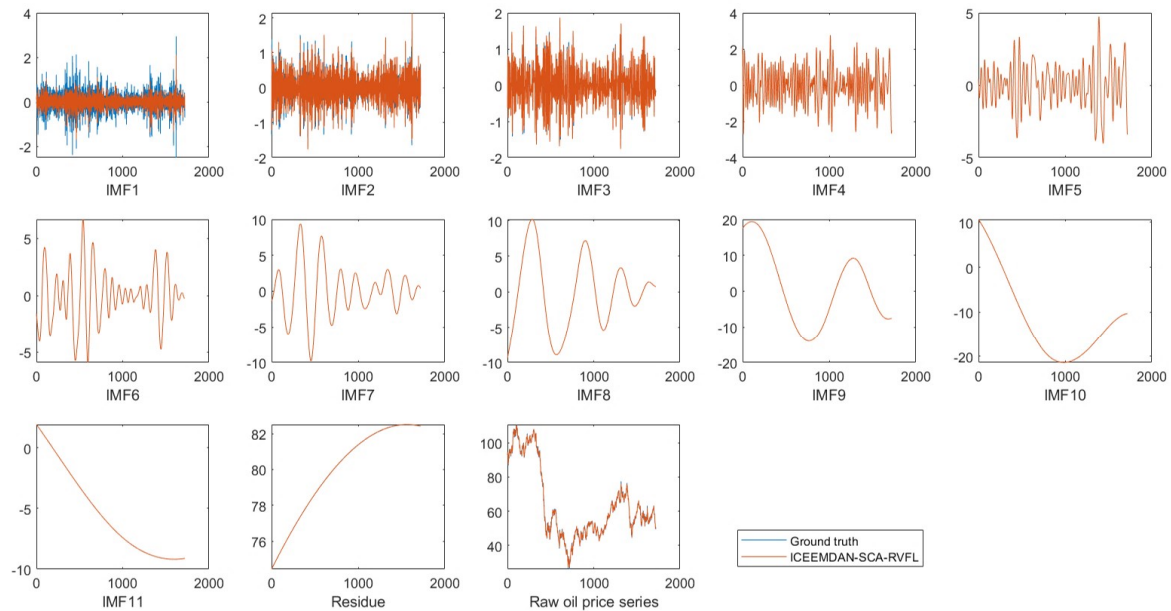 4
2
0
-2
0 1000 2000
IMF1
2
1
0
-1
-2
0 1000 2000
IMF2
2
1
0
-1
-2
0 1000 2000
IMF3
4
2
0
-2
-4
0 1000 2000
IMF4
5
0
-5
0 1000 2000
IMF5
5
0
-5
0 1000 2000
IMF6
10
5
0
-5
-10
0 1000 2000
IMF7
10
5
0
-5
-10
0 1000 2000
IMF8
20
10
0
-10
-20
0 1000 2000
IMF9
10
0
-10
-20
0 1000 2000
IMF10
0
-5
-10
0 1000 2000
IMF11
82
80
78
76
0 1000 2000
Residue
100
80
60
40
0 1000 2000
Raw oil price series
Ground truth
ICEEMDAN-SCA-RVFL